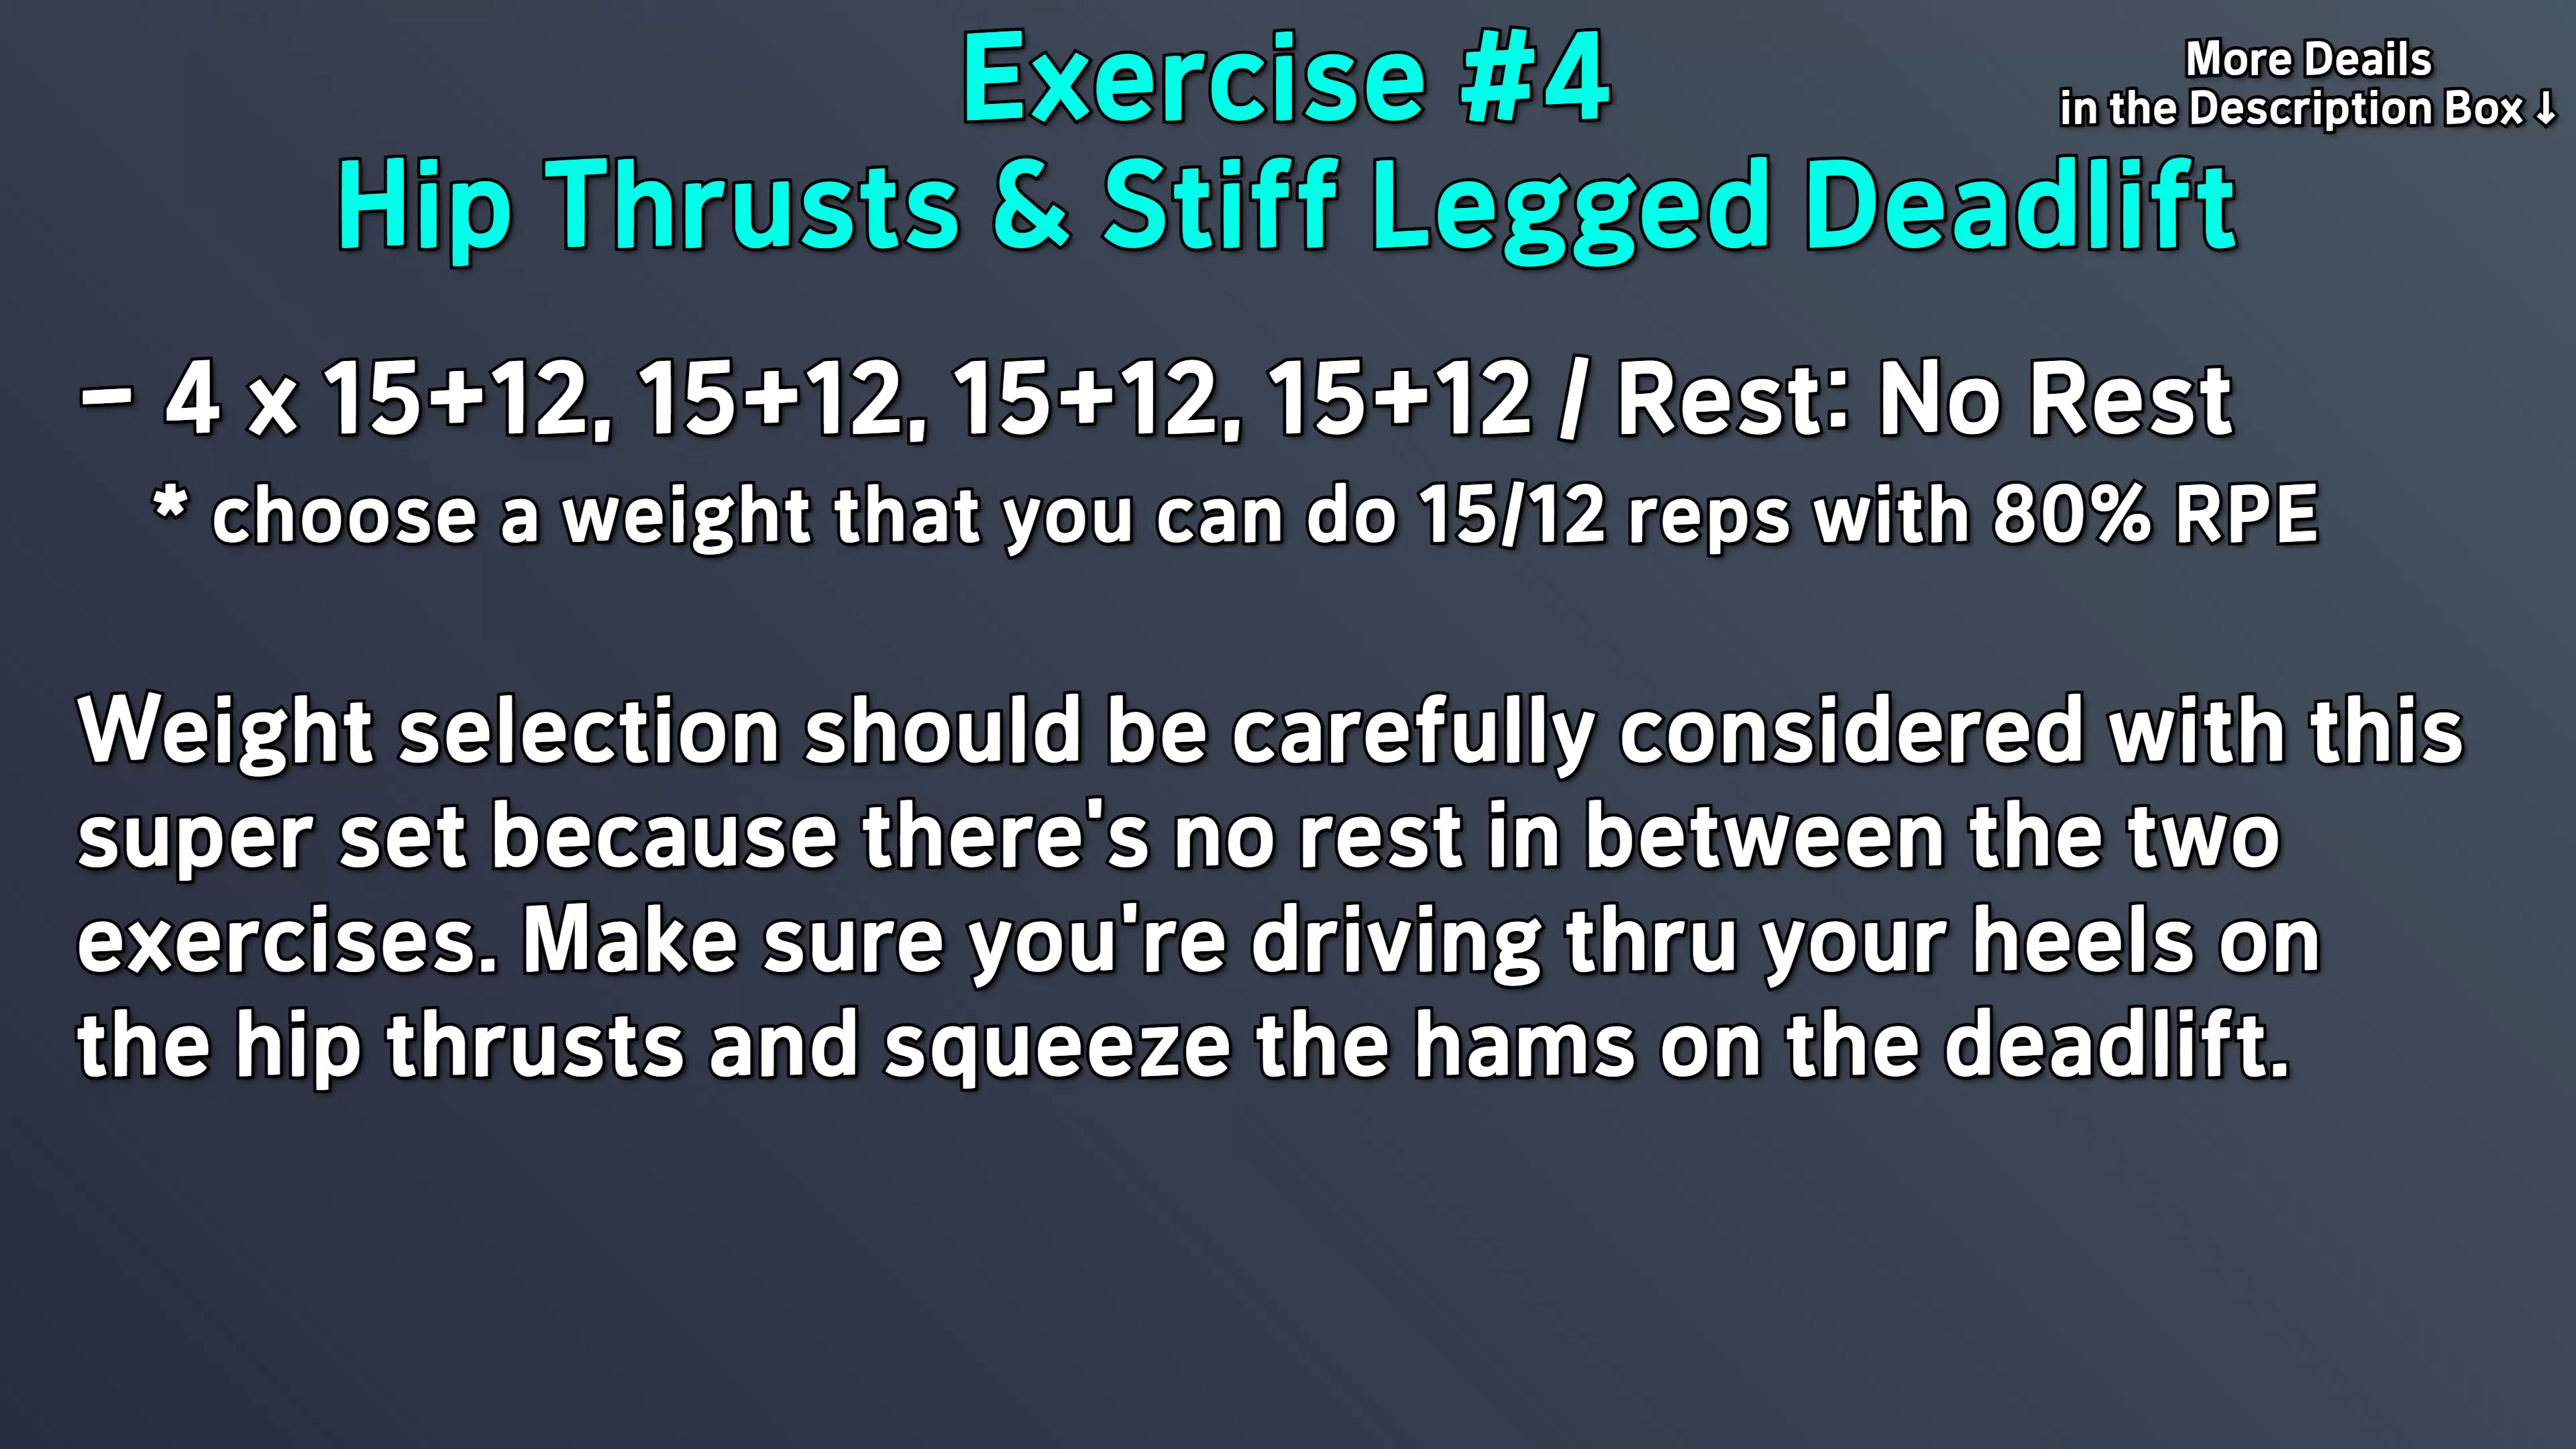 Exercise #4
Hip Thrusts & Stiff Legged Deadlift
More Deails
in the Description Box↓
- 4 x 15+12, 15+12, 15+12, 15+12 / Rest: No Rest
* choose a weight that you can do 15/12 reps with 80% RPE
Weight selection should be carefully considered with this
super set because there's no rest in between the two
exercises. Make sure you're driving thru your heels on
the hip thrusts and squeeze the hams on the deadlift.